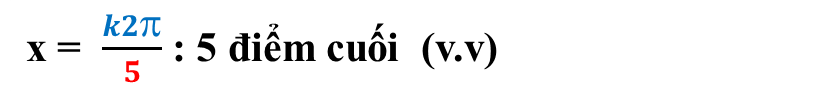 x = k2π/5 : 5 điểm cuối (v.v)